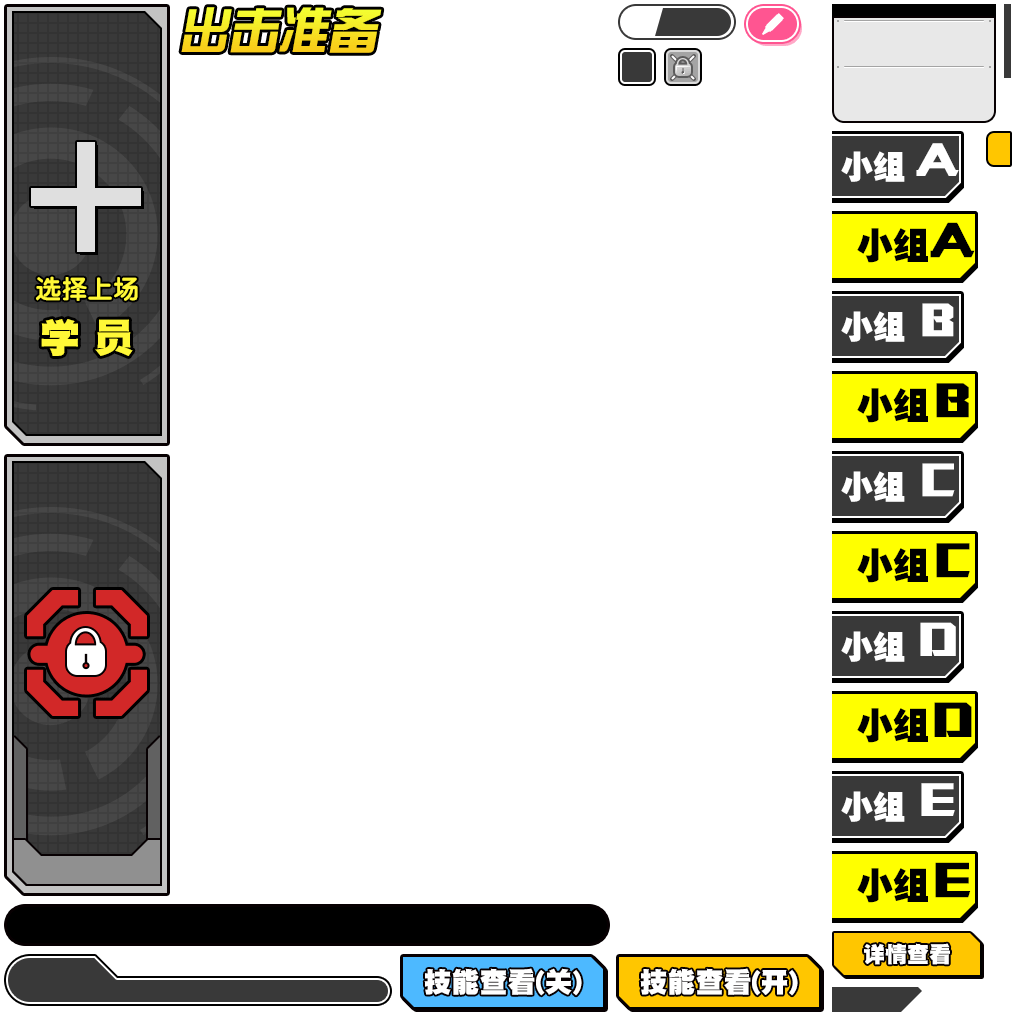 出击准备
选择上场
学员
小组 A
小组A
小组 B
小组B
小组 C
小组C
小组 D
小组D
小组 E
小组E
详情查看
技能查看(关)
技能查看(开)